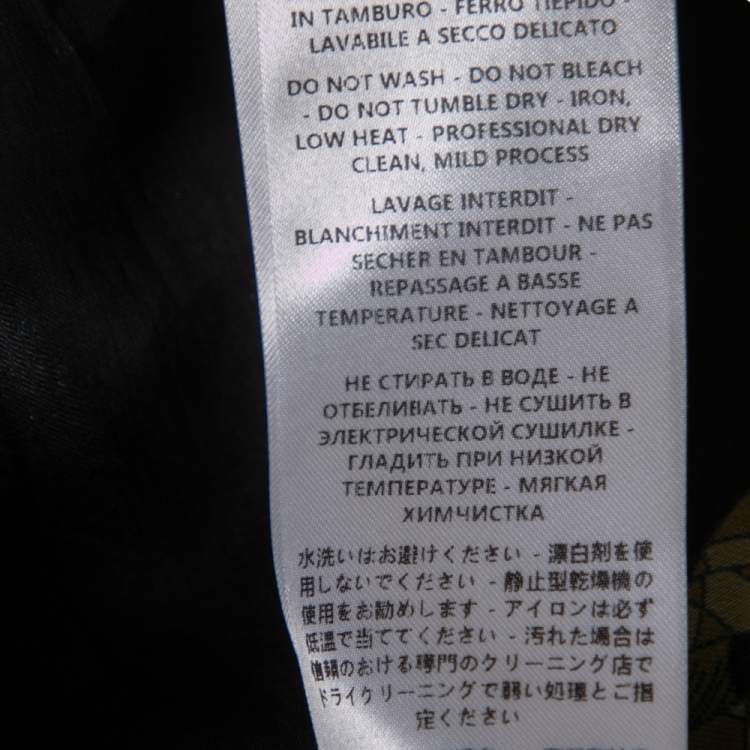 IN TAMBURO - FERRO TIEPIDO -
LAVABILE A SECCO DELICATO
DO NOT WASH - DO NOT BLEACH
- DO NOT TUMBLE DRY - IRON,
LOW HEAT - PROFESSIONAL DRY
CLEAN, MILD PROCESS
LAVAGE INTERDIT -
BLANCHIMENT INTERDIT - NE PAS
SECHER EN TAMBOUR -
REPASSAGE A BASSE
TEMPERATURE - NETTOYAGE A
SEC DELICAT
НЕ СТИРАТЬ В ВОДЕ - НЕ
ОТБЕЛИВАТЬ - НЕ СУШИТЬ В
ЭЛЕКТРИЧЕСКОЙ СУШИЛКЕ -
ГЛАДИТЬ ПРИ НИЗКОЙ
ТЕМПЕРАТУРЕ - МЯГКАЯ
ХИМЧИСТКА
水洗いはお避けください - 漂白剤を使
用しないでください - 静止型乾燥機の
使用をお勧めします - アイロンは必ず
低温で当ててください - 汚れた場合は
信頼のおける専門のクリーニング店で
ドライクリーニングで弱い処理とご指
定ください